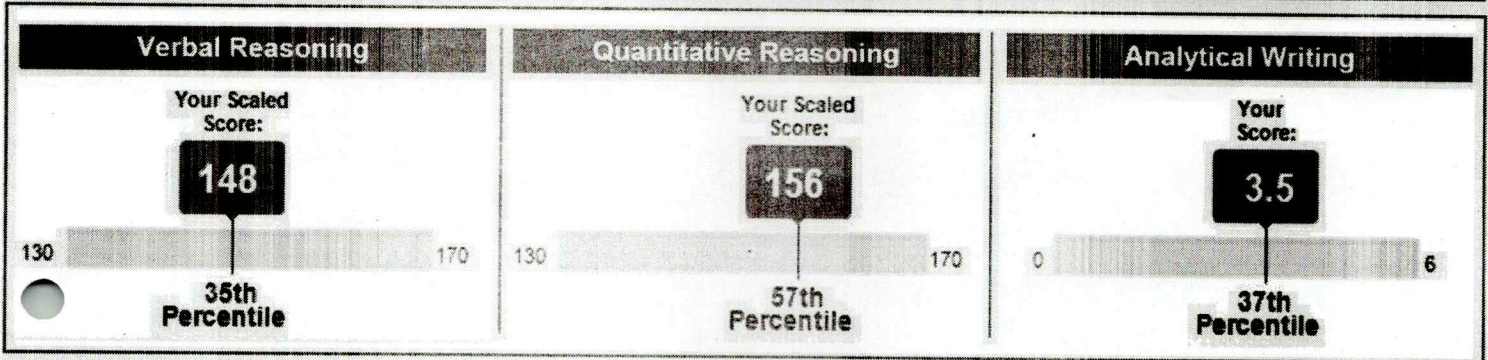 Verbal Reasoning
Your Scaled
Score:
148
130
170
35th
Percentile
Quantitative Reasoning
Your Scaled
Score:
156
130
170
57th
Percentile
Analytical Writing
Your
Score:
3.5
0
6
37th
Percentile